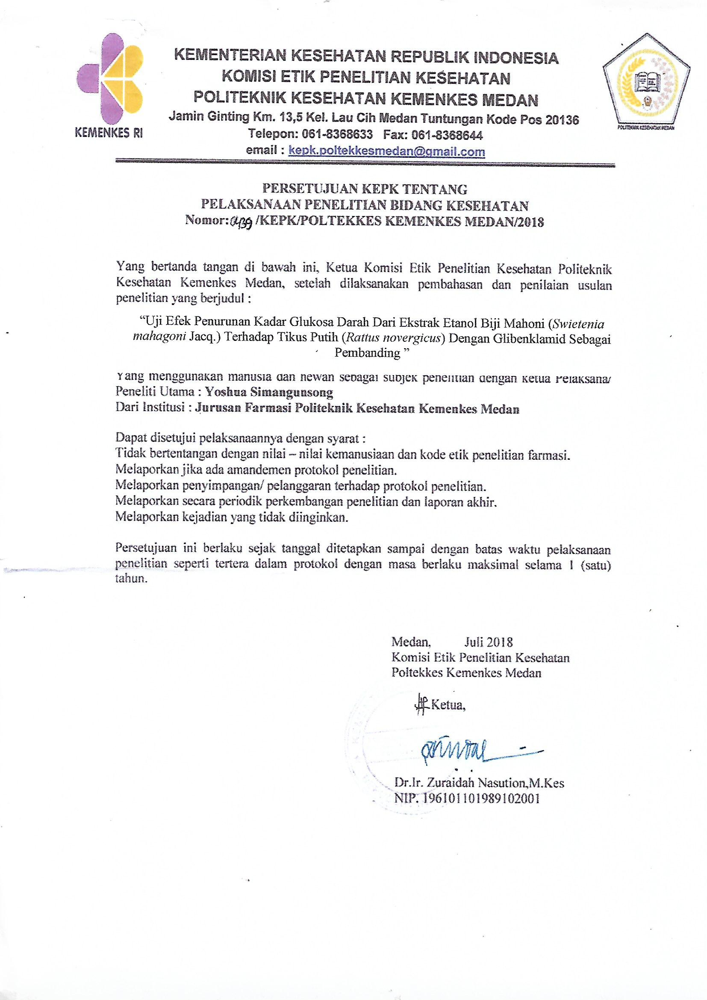 KEMENTERIAN KESEHATAN REPUBLIK INDONESIA
KOMISI ETIK PENELITIAN KESEHATAN
POLITEKNIK KESEHATAN KEMENKES MEDAN
Jamin Ginting Km. 13,5 Kel. Lau Cih Medan Tuntungan Kode Pos 20136
Telepon: 061-8368633 Fax: 061-8368644
email : kepk.poltekkesmedan@gmail.com
KEMENKES RI
POLITEKNIK KESEHATAN MEDAN
PERSETUJUAN KEPK TENTANG
PELAKSANAAN PENELITIAN BIDANG KESEHATAN
Nomor: /KEPK/POLTEKKES KEMENKES MEDAN/2018
Yang bertanda tangan di bawah ini, Ketua Komisi Etik Penelitian Kesehatan Politeknik
Kesehatan Kemenkes Medan, setelah dilaksanakan pembahasan dan penilaian usulan
penelitian yang berjudul :
“Uji Efek Penurunan Kadar Glukosa Darah Dari Ekstrak Etanol Biji Mahoni (Swietenia
mahagoni Jacq.) Terhadap Tikus Putih (Rattus novergicus) Dengan Glibenklamid Sebagai
Pembanding ”
Yang menggunakan manusia dan hewan sebagai subjek penelitian dengan Ketua Pelaksana/
Peneliti Utama : Yoshua Simangunsong
Dari Institusi : Jurusan Farmasi Politeknik Kesehatan Kemenkes Medan
Dapat disetujui pelaksanaannya dengan syarat :
Tidak bertentangan dengan nilai – nilai kemanusiaan dan kode etik penelitian farmasi.
Melaporkan jika ada amandemen protokol penelitian.
Melaporkan penyimpangan/ pelanggaran terhadap protokol penelitian.
Melaporkan secara periodik perkembangan penelitian dan laporan akhir.
Melaporkan kejadian yang tidak diinginkan.
Persetujuan ini berlaku sejak tanggal ditetapkan sampai dengan batas waktu pelaksanaan
penelitian seperti tertera dalam protokol dengan masa berlaku maksimal selama 1 (satu)
tahun.
Medan, Juli 2018
Komisi Etik Penelitian Kesehatan
Poltekkes Kemenkes Medan
Ketua,
Dr.Ir. Zuraidah Nasution,M.Kes
NIP. 196101101989102001